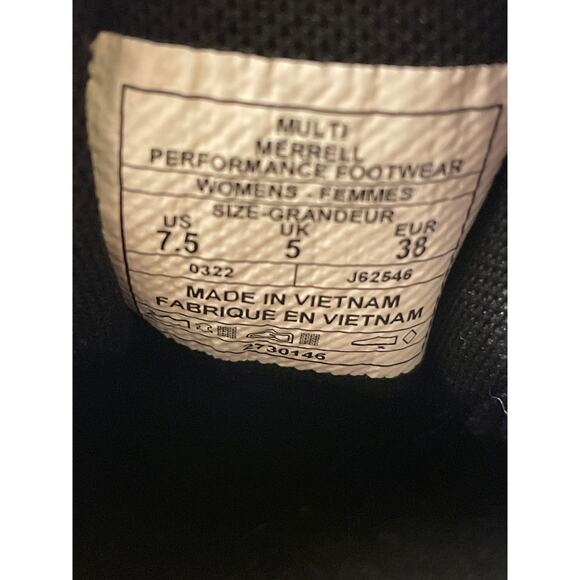 MULTI
MERRELL
PERFORMANCE FOOTWEAR
WOMENS - FEMMES
SIZE-GRANDEUR
US UK EUR
7.5 5 38
0322 J62546
MADE IN VIETNAM
FABRIQUE EN VIETNAM
2730146